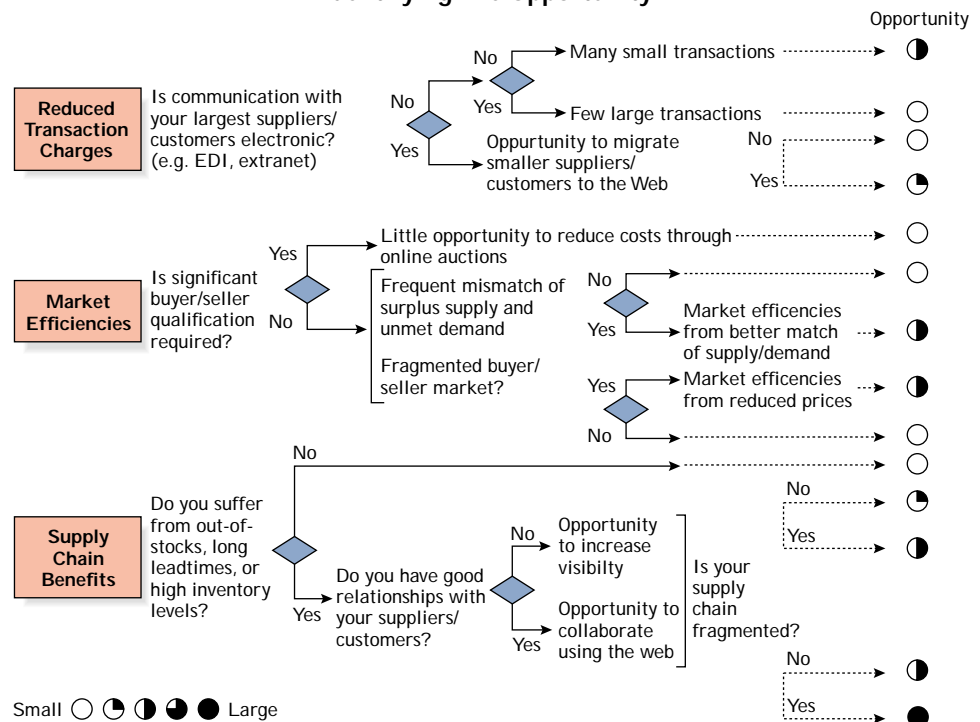 Opportunity
Reduced
Transaction
Charges
Is communication with
your largest suppliers/
customers electronic?
(e.g. EDI, extranet)
No
Yes
No
Many small transactions
Yes
Few large transactions
Opportunity to migrate
smaller suppliers/
customers to the Web
No
Yes
Market
Efficiencies
Is significant
buyer/seller
qualification
required?
Yes
Little opportunity to reduce costs through
online auctions
No
Frequent mismatch of
surplus supply and
unmet demand
Fragmented buyer/
seller market?
No
Yes
Market efficiencies
from better match
of supply/demand
Yes
Market efficencies
from reduced prices
No
Supply
Chain
Benefits
Do you suffer
from out-of-
stocks, long
leadtimes, or
high inventory
levels?
No
Yes
Do you have good
relationships with
your suppliers/
customers?
No
Opportunity
to increase
visibilty
Yes
Opportunity to
collaborate
using the web
Is your
supply
chain
fragmented?
No
Yes
No
Yes
Small
Large